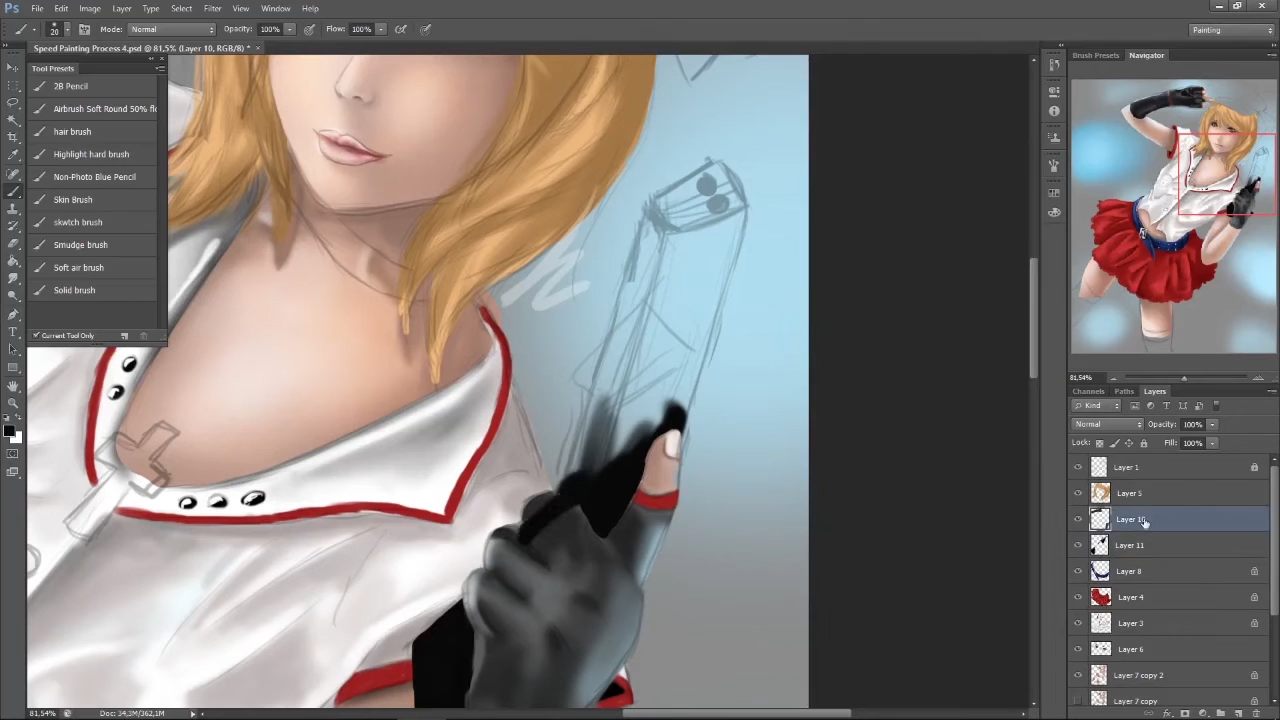 Ps File Edit Image Layer Type Select Filter View Window Help
20 Mode: Normal Opacity: 100% Flow: 100% Painting
Speed Painting Process 4.psd @ 81,5% (Layer 10, RGB/8) * ×
Tool Presets
2B Pencil
Airbrush Soft Round 50% flo
hair brush
Highlight hard brush
Non-Photo Blue Pencil
Skin Brush
skwtch brush
Smudge brush
Soft air brush
Solid brush
Current Tool Only
Brush Presets Navigator
81,54%
Channels Paths Layers
Kind
Normal Opacity: 100%
Lock: Fill: 100%
Layer 1
Layer 5
Layer 10
Layer 11
Layer 8
Layer 4
Layer 3
Layer 6
Layer 7 copy 2
Layer 7 copy
81,54% Doc: 34,3M/362,1M